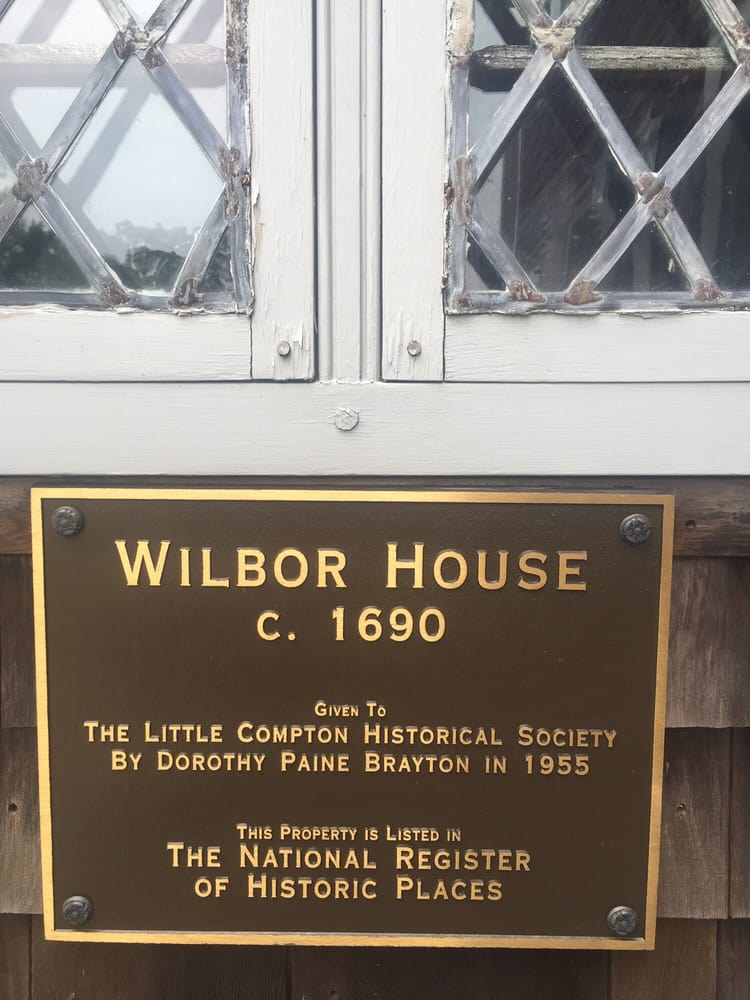 WILBOR HOUSE
C. 1690
GIVEN TO
THE LITTLE COMPTON HISTORICAL SOCIETY
BY DOROTHY PAINE BRAYTON IN 1955
THIS PROPERTY IS LISTED IN
THE NATIONAL REGISTER
OF HISTORIC PLACES